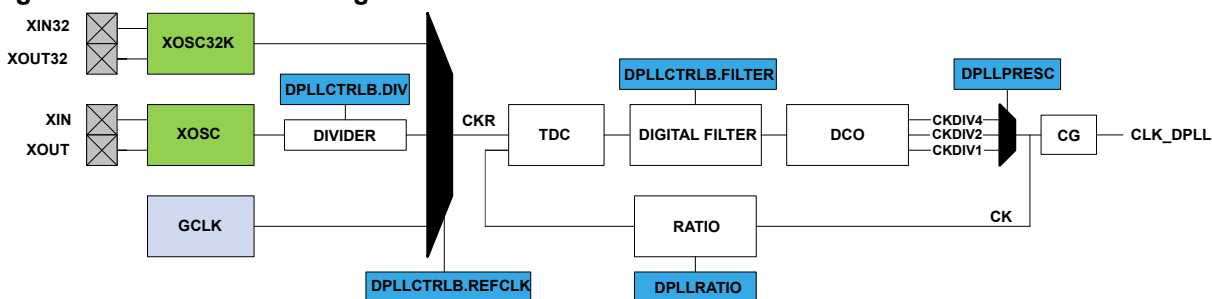 XIN32
XOUT32
XOSC32K
XIN
XOUT
XOSC
DPLLCTRLB.DIV
DIVIDER
GCLK
DPLLCTRLB.REFCLK
CKR
TDC
DPLLCTRLB.FILTER
DIGITAL FILTER
DCO
CKDIV4
CKDIV2
CKDIV1
DPLLPRESC
CG
CLK_DPLL
RATIO
CK
DPLLRATIO